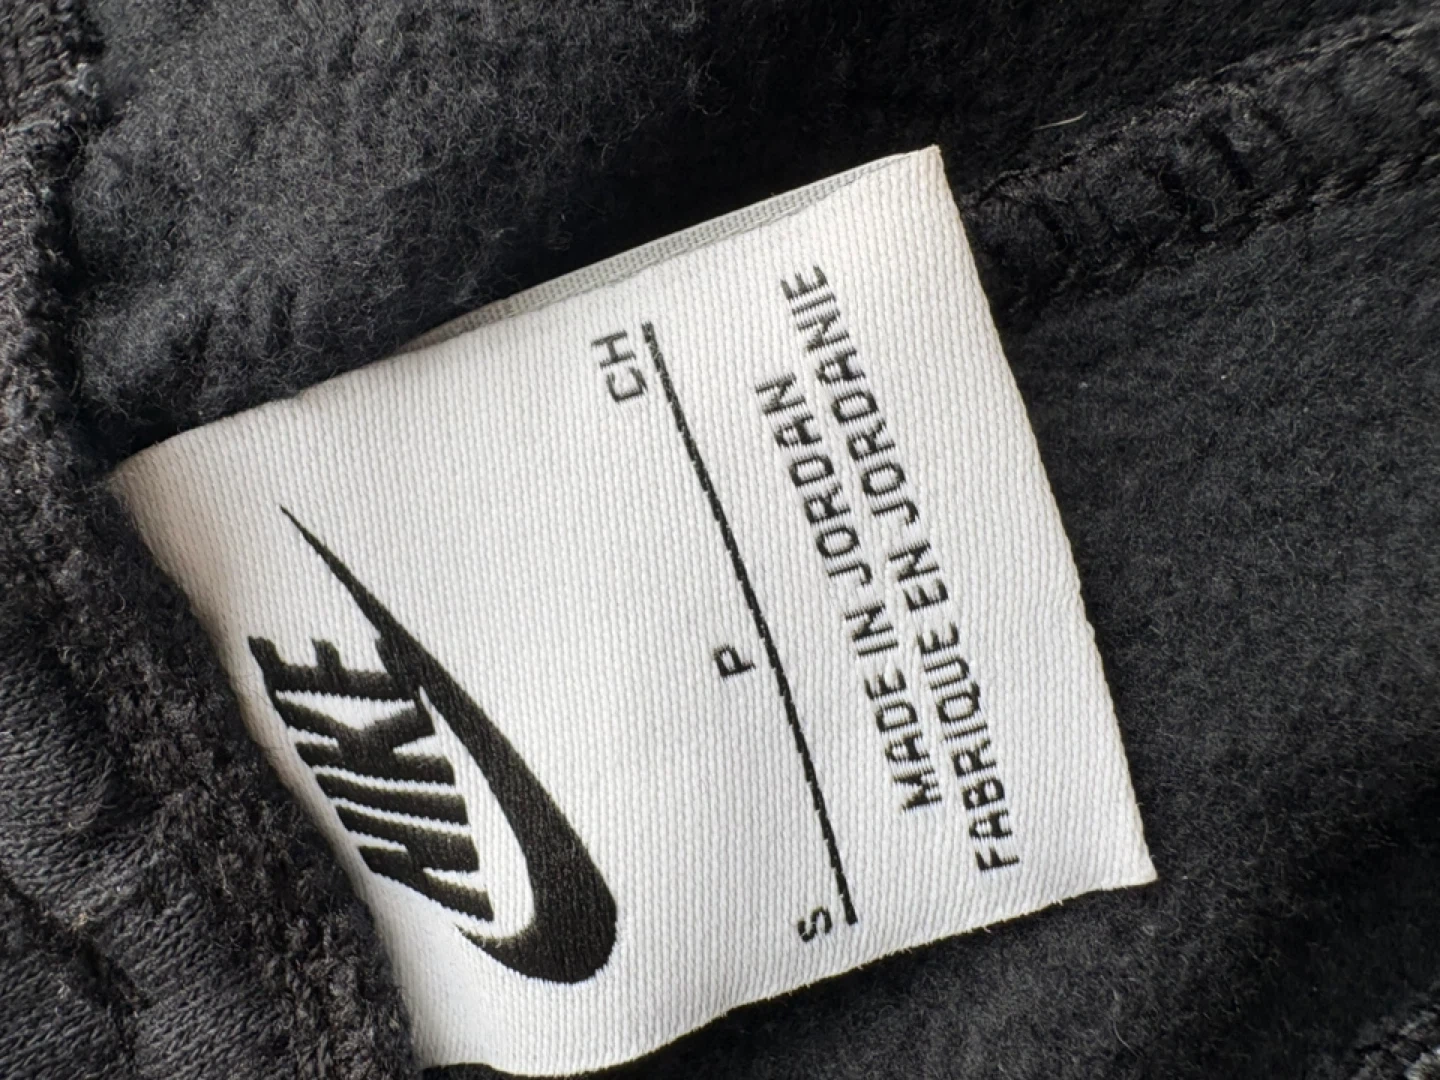 NIKE
S P CH
MADE IN JORDAN
FABRIQUE EN JORDANIE